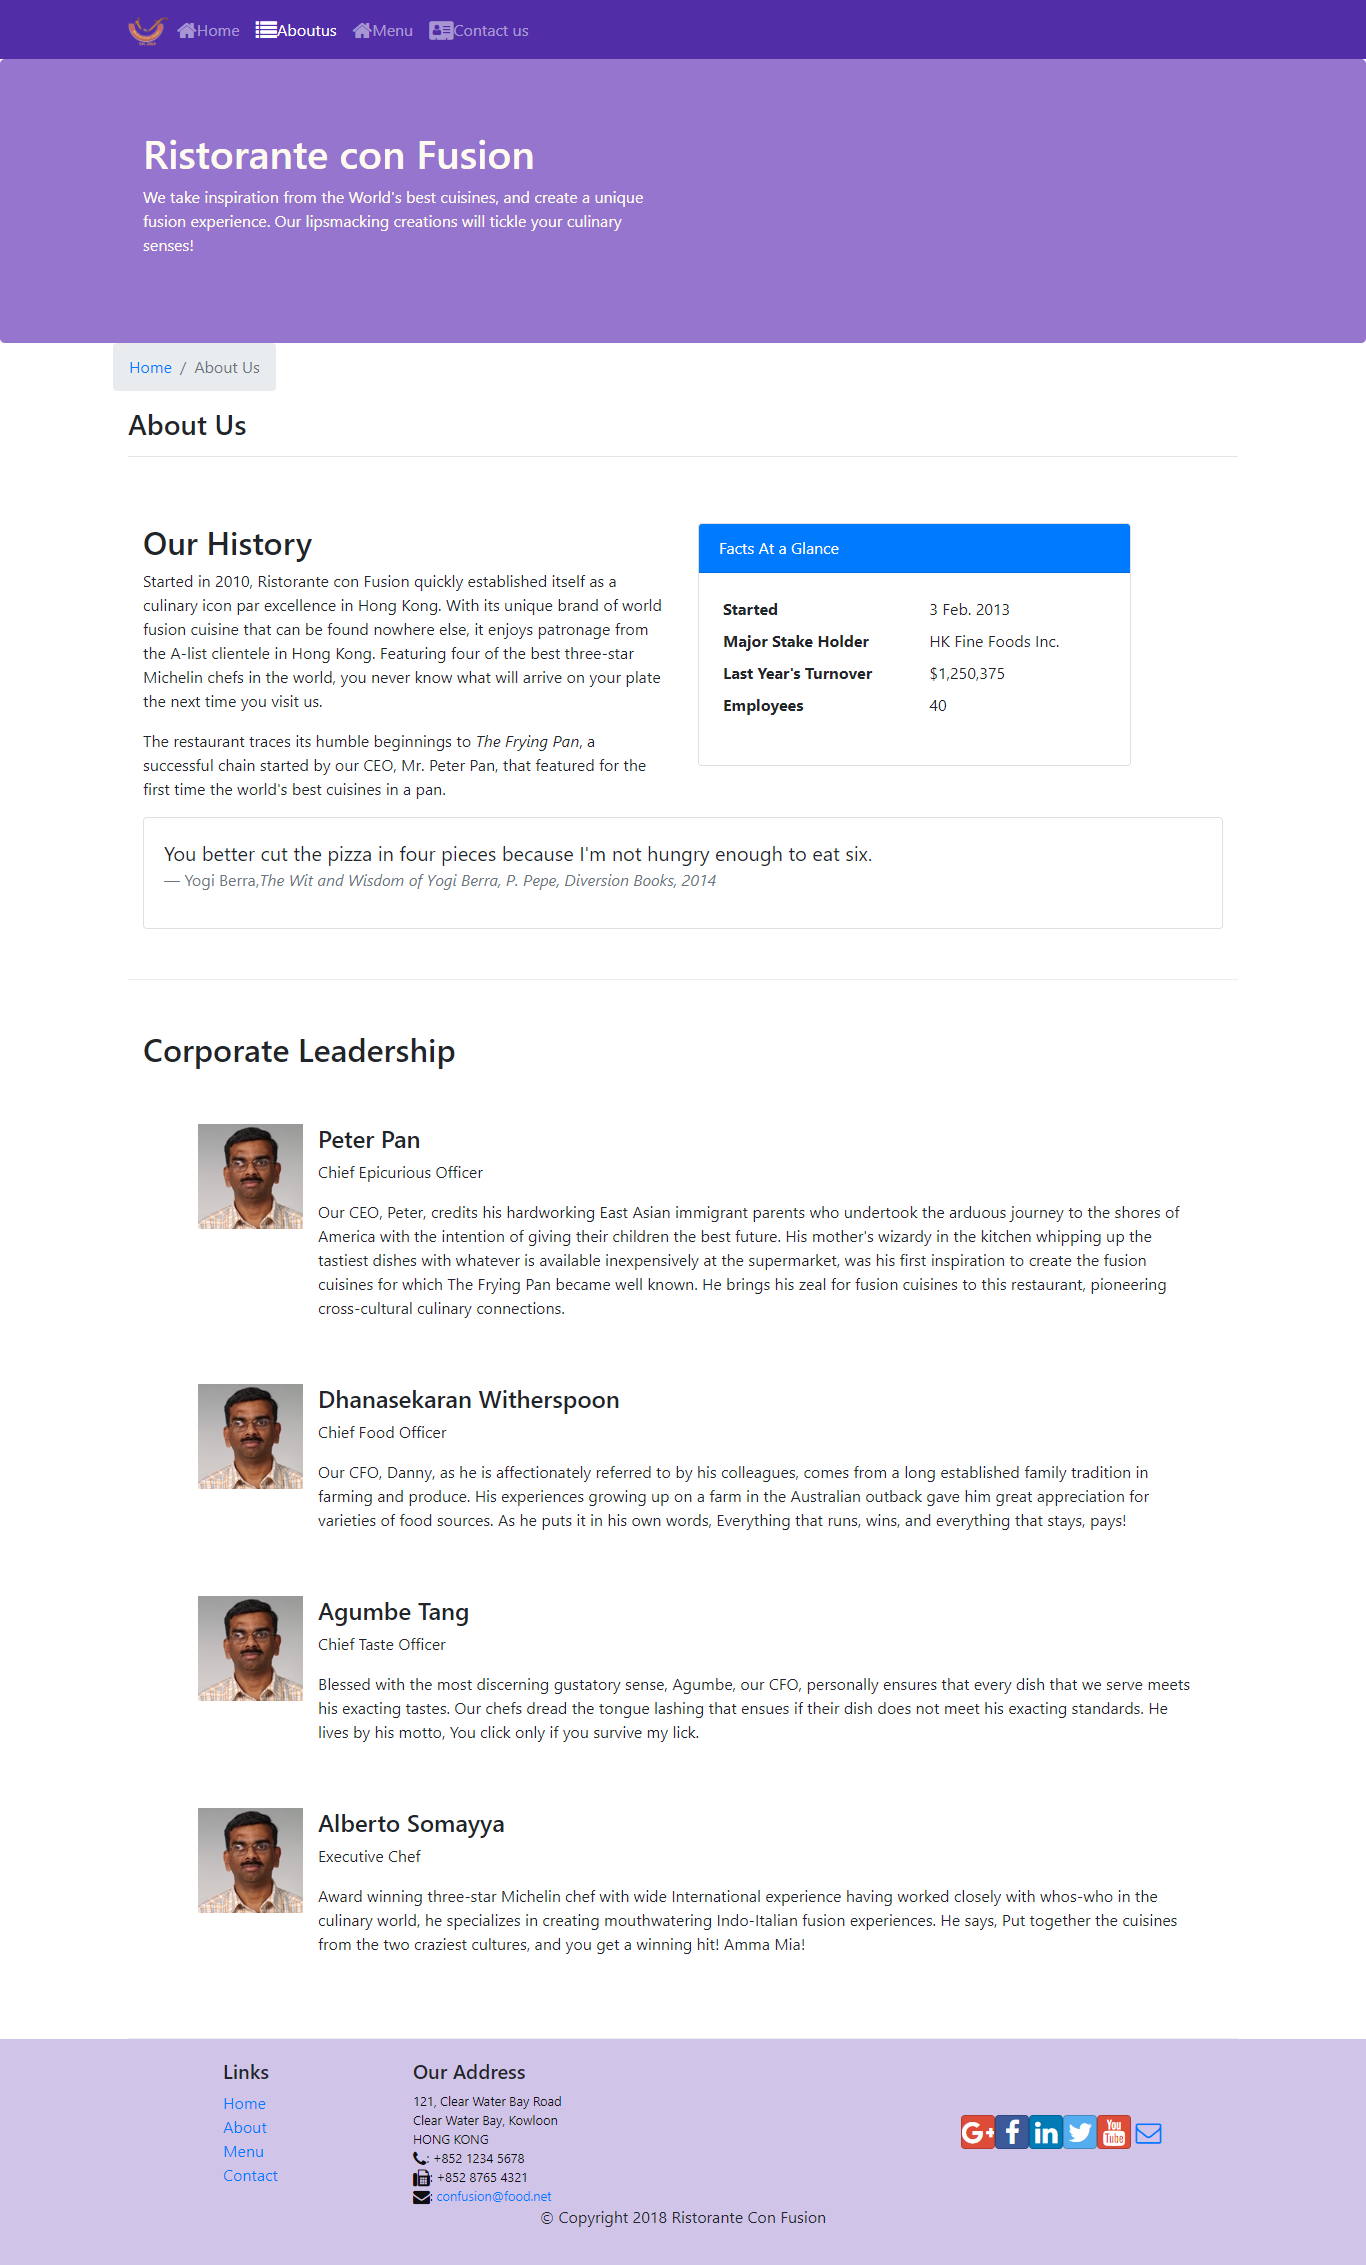 Home Aboutus Menu Contact us
Ristorante con Fusion
We take inspiration from the World's best cuisines, and create a unique
fusion experience. Our lipsmacking creations will tickle your culinary
senses!
Home / About Us
About Us
Our History
Started in 2010, Ristorante con Fusion quickly established itself as a
culinary icon par excellence in Hong Kong. With its unique brand of world
fusion cuisine that can be found nowhere else, it enjoys patronage from
the A-list clientele in Hong Kong. Featuring four of the best three-star
Michelin chefs in the world, you never know what will arrive on your plate
the next time you visit us.
The restaurant traces its humble beginnings to The Frying Pan, a
successful chain started by our CEO, Mr. Peter Pan, that featured for the
first time the world's best cuisines in a pan.
Facts At a Glance
Started 3 Feb. 2013
Major Stake Holder HK Fine Foods Inc.
Last Year's Turnover $1,250,375
Employees 40
You better cut the pizza in four pieces because I'm not hungry enough to eat six.
— Yogi Berra,The Wit and Wisdom of Yogi Berra, P. Pepe, Diversion Books, 2014
Corporate Leadership
Peter Pan
Chief Epicurious Officer
Our CEO, Peter, credits his hardworking East Asian immigrant parents who undertook the arduous journey to the shores of
America with the intention of giving their children the best future. His mother's wizardy in the kitchen whipping up the
tastiest dishes with whatever is available inexpensively at the supermarket, was his first inspiration to create the fusion
cuisines for which The Frying Pan became well known. He brings his zeal for fusion cuisines to this restaurant, pioneering
cross-cultural culinary connections.
Dhanasekaran Witherspoon
Chief Food Officer
Our CFO, Danny, as he is affectionately referred to by his colleagues, comes from a long established family tradition in
farming and produce. His experiences growing up on a farm in the Australian outback gave him great appreciation for
varieties of food sources. As he puts it in his own words, Everything that runs, wins, and everything that stays, pays!
Agumbe Tang
Chief Taste Officer
Blessed with the most discerning gustatory sense, Agumbe, our CFO, personally ensures that every dish that we serve meets
his exacting tastes. Our chefs dread the tongue lashing that ensues if their dish does not meet his exacting standards. He
lives by his motto, You click only if you survive my lick.
Alberto Somayya
Executive Chef
Award winning three-star Michelin chef with wide International experience having worked closely with whos-who in the
culinary world, he specializes in creating mouthwatering Indo-Italian fusion experiences. He says, Put together the cuisines
from the two craziest cultures, and you get a winning hit! Amma Mia!
Links
Home
About
Menu
Contact
Our Address
121, Clear Water Bay Road
Clear Water Bay, Kowloon
HONG KONG
: +852 1234 5678
: +852 8765 4321
: confusion@food.net
G+ f in You Tube
© Copyright 2018 Ristorante Con Fusion